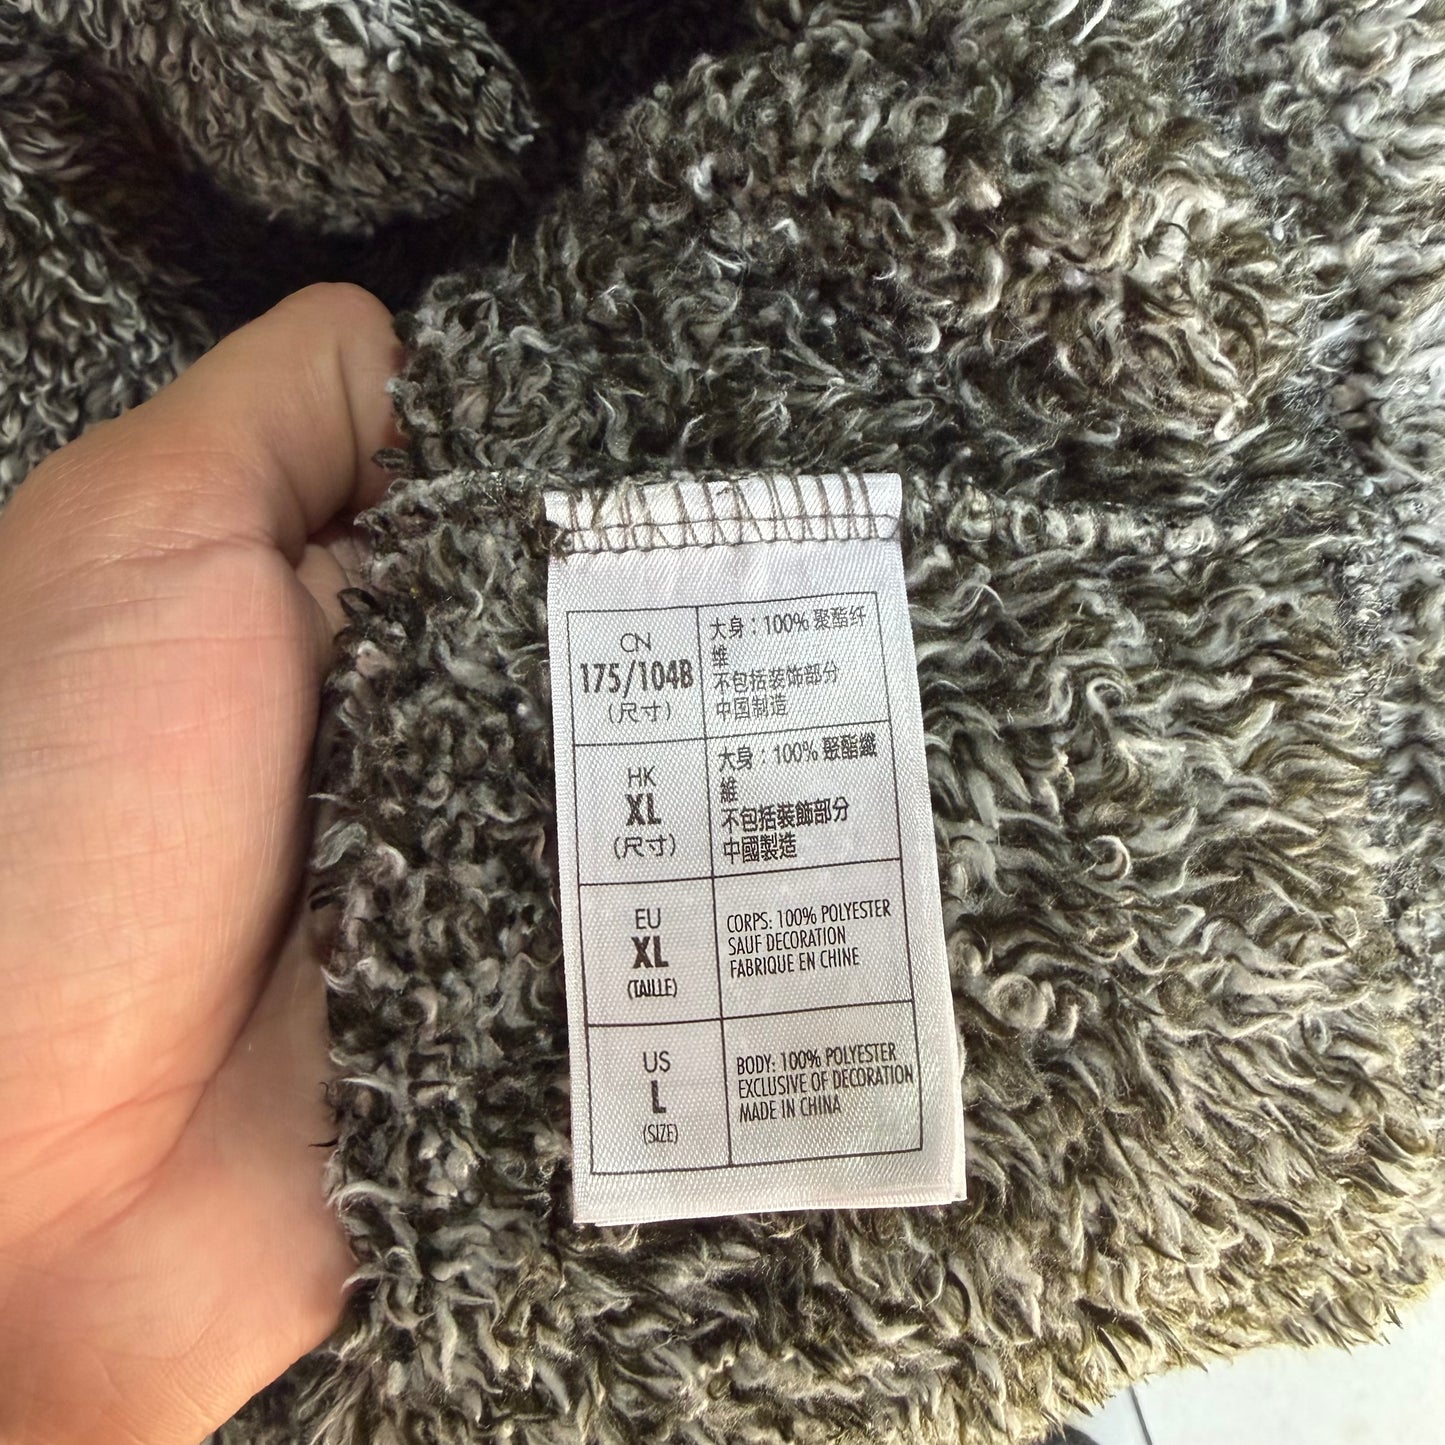 CN
175/104B
(尺寸)
大身：100% 聚酯纤
维
不包括装饰部分
中国制造
HK
XL
(尺寸)
大身：100% 聚酯纖
維
不包括裝飾部分
中國製造
EU
XL
(TAILLE)
CORPS: 100% POLYESTER
SAUF DECORATION
FABRIQUE EN CHINE
US
L
(SIZE)
BODY: 100% POLYESTER
EXCLUSIVE OF DECORATION
MADE IN CHINA